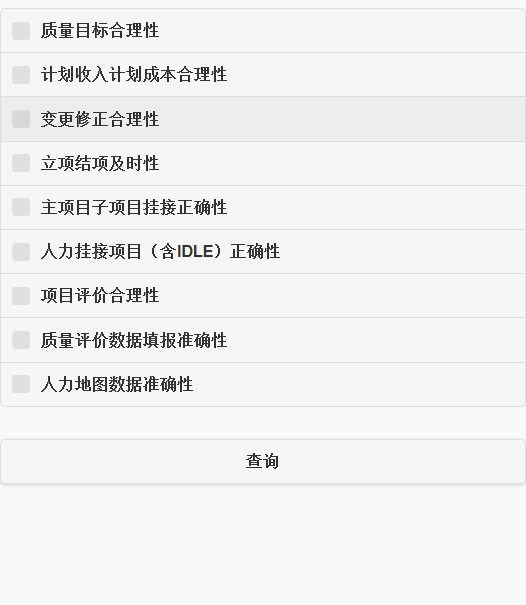 质量目标合理性
计划收入计划成本合理性
变更修正合理性
立项结项及时性
主项目子项目挂接正确性
人力挂接项目（含IDLE）正确性
项目评价合理性
质量评价数据填报准确性
人力地图数据准确性
查询